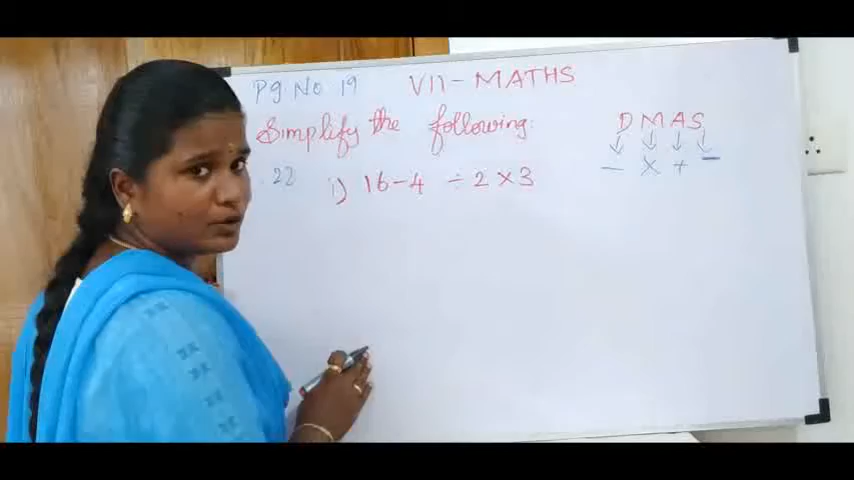 Pg No 19 VII - MATHS
Simplify the following: D M A S
↓ ↓ ↓ ↓
22 i) 16 - 4 ÷ 2 × 3 - × + -